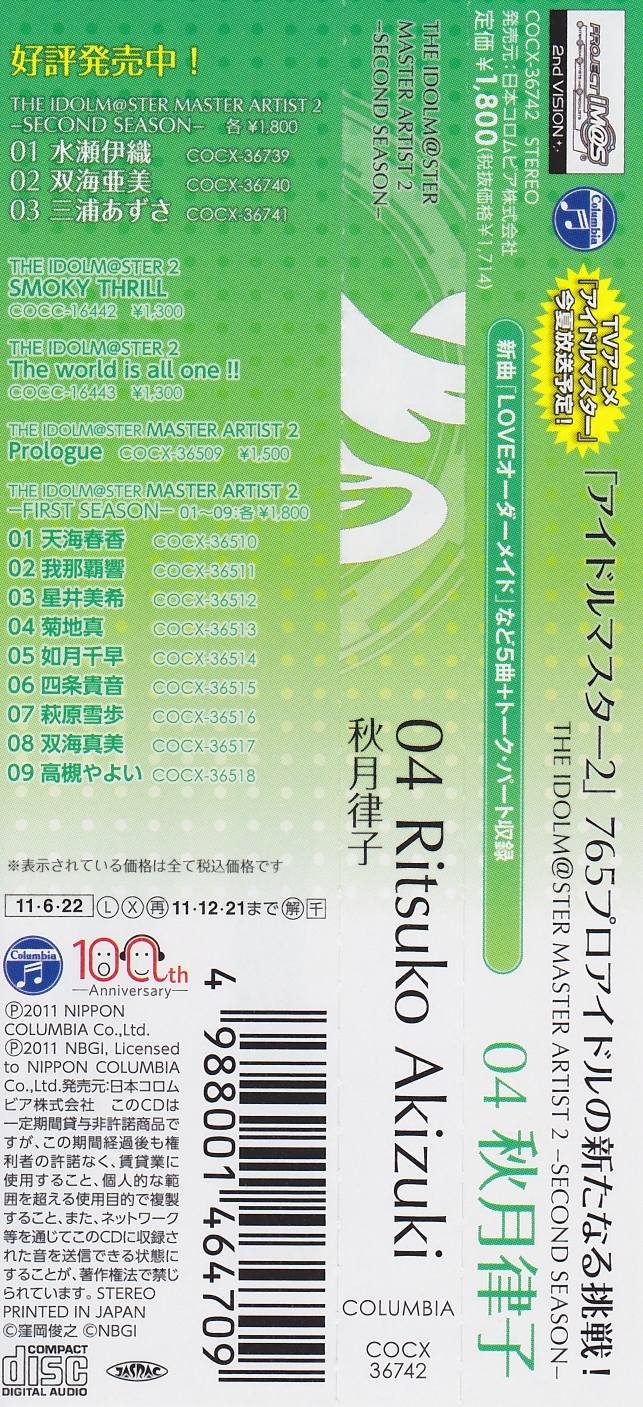 好評発売中！
THE IDOLM@STER MASTER ARTIST 2
−SECOND SEASON− 各 ¥1,800
01 水瀬伊織 COCX-36739
02 双海亜美 COCX-36740
03 三浦あずさ COCX-36741
THE IDOLM@STER 2
SMOKY THRILL
COCC-16442 ¥1,300
THE IDOLM@STER 2
The world is all one !!
COCC-16443 ¥1,300
THE IDOLM@STER MASTER ARTIST 2
Prologue COCX-36509 ¥1,500
THE IDOLM@STER MASTER ARTIST 2
−FIRST SEASON− 01〜09:各¥1,800
01 天海春香 COCX-36510
02 我那覇響 COCX-36511
03 星井美希 COCX-36512
04 菊地真 COCX-36513
05 如月千早 COCX-36514
06 四条貴音 COCX-36515
07 萩原雪歩 COCX-36516
08 双海真美 COCX-36517
09 高槻やよい COCX-36518
※表示されている価格は全て税込価格です
11・6・22 Ⓛ Ⓧ 再 11・12・21まで 解 千
Columbia
100th
Anniversary
Ⓟ2011 NIPPON
COLUMBIA Co.,Ltd.
Ⓟ2011 NBGI, Licensed
to NIPPON COLUMBIA
Co.,Ltd.発売元:日本コロム
ビア株式会社 このCDは
一定期間貸与非許諾商品で
すが、この期間経過後も権
利者の許諾なく、賃貸業に
使用すること、個人的な範
囲を超える使用目的で複製
すること、また、ネットワーク
等を通じてこのCDに収録さ
れた音を送信できる状態に
することが、著作権法で禁じ
られています。STEREO
PRINTED IN JAPAN
©窪岡俊之 ©NBGI
COMPACT
disc
DIGITAL AUDIO
JASRAC
4 988001 464709
THE IDOLM@STER
MASTER ARTIST 2
−SECOND SEASON−
04 Ritsuko Akizuki
秋月律子
COLUMBIA
COCX
36742
PROJECT IM@S
2nd VISION
Columbia
COCX-36742 STEREO
発売元：日本コロムビア株式会社
定価 ¥1,800(税抜価格 ¥1,714)
TVアニメ
「アイドルマスター」
今夏放送予定！
「アイドルマスター2」765プロアイドルの新たなる挑戦！
THE IDOLM@STER MASTER ARTIST 2 −SECOND SEASON−
新曲「LOVEオーダーメイド」など5曲＋トーク・パート収録
04 秋月律子